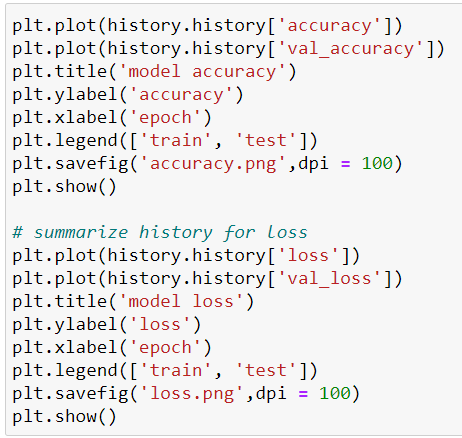 plt.plot(history.history['accuracy'])
plt.plot(history.history['val_accuracy'])
plt.title('model accuracy')
plt.ylabel('accuracy')
plt.xlabel('epoch')
plt.legend(['train', 'test'])
plt.savefig('accuracy.png',dpi = 100)
plt.show()

# summarize history for loss
plt.plot(history.history['loss'])
plt.plot(history.history['val_loss'])
plt.title('model loss')
plt.ylabel('loss')
plt.xlabel('epoch')
plt.legend(['train', 'test'])
plt.savefig('loss.png',dpi = 100)
plt.show()